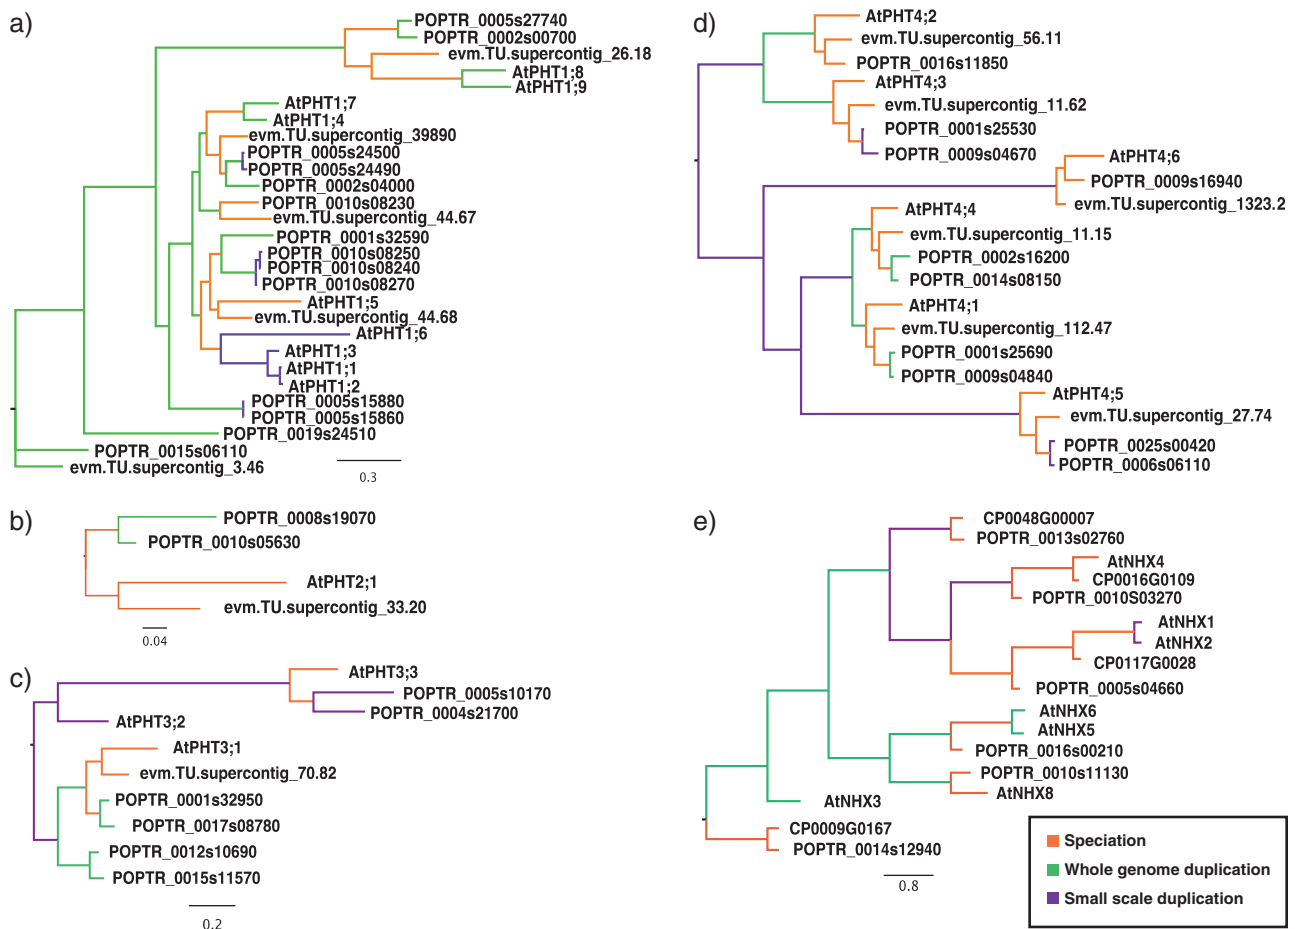 a)
POPTR_0005s27740
POPTR_0002s00700
evm.TU.supercontig_26.18
AtPHT1;8
AtPHT1;9
AtPHT1;7
AtPHT1;4
evm.TU.supercontig_39890
POPTR_0005s24500
POPTR_0005s24490
POPTR_0002s04000
POPTR_0010s08230
evm.TU.supercontig_44.67
POPTR_0001s32590
POPTR_0010s08250
POPTR_0010s08240
POPTR_0010s08270
AtPHT1;5
evm.TU.supercontig_44.68
AtPHT1;6
AtPHT1;3
AtPHT1;1
AtPHT1;2
POPTR_0005s15880
POPTR_0005s15860
POPTR_0019s24510
POPTR_0015s06110
evm.TU.supercontig_3.46
0.3
b)
POPTR_0008s19070
POPTR_0010s05630
AtPHT2;1
evm.TU.supercontig_33.20
0.04
c)
AtPHT3;3
POPTR_0005s10170
POPTR_0004s21700
AtPHT3;2
AtPHT3;1
evm.TU.supercontig_70.82
POPTR_0001s32950
POPTR_0017s08780
POPTR_0012s10690
POPTR_0015s11570
0.2
d)
AtPHT4;2
evm.TU.supercontig_56.11
POPTR_0016s11850
AtPHT4;3
evm.TU.supercontig_11.62
POPTR_0001s25530
POPTR_0009s04670
AtPHT4;6
POPTR_0009s16940
evm.TU.supercontig_1323.2
AtPHT4;4
evm.TU.supercontig_11.15
POPTR_0002s16200
POPTR_0014s08150
AtPHT4;1
evm.TU.supercontig_112.47
POPTR_0001s25690
POPTR_0009s04840
AtPHT4;5
evm.TU.supercontig_27.74
POPTR_0025s00420
POPTR_0006s06110
e)
CP0048G00007
POPTR_0013s02760
AtNHX4
CP0016G0109
POPTR_0010S03270
AtNHX1
AtNHX2
CP0117G0028
POPTR_0005s04660
AtNHX6
AtNHX5
POPTR_0016s00210
POPTR_0010s11130
AtNHX8
AtNHX3
CP0009G0167
POPTR_0014s12940
0.8
Speciation
Whole genome duplication
Small scale duplication